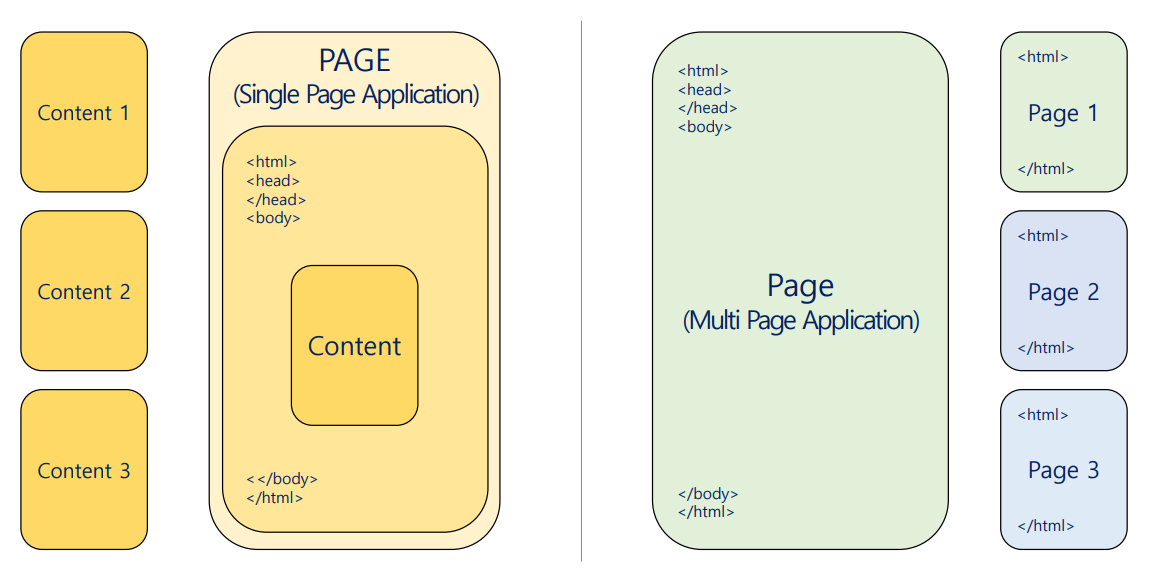 Content 1
Content 2
Content 3
PAGE
(Single Page Application)
<html>
<head>
</head>
<body>
Content
<</body>
</html>
<html>
<head>
</head>
<body>
Page
(Multi Page Application)
</body>
</html>
<html>
Page 1
</html>
<html>
Page 2
</html>
<html>
Page 3
</html>